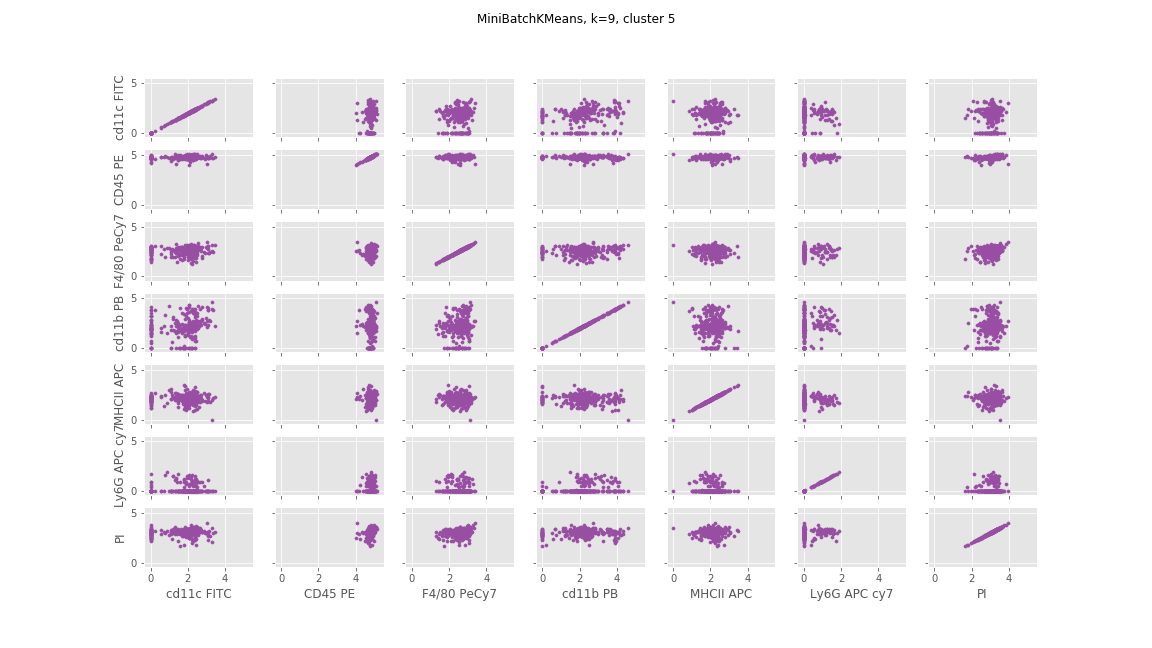 MiniBatchKMeans, k=9, cluster 5
cd11c FITC
5
0
CD45 PE
5
0
F4/80 PeCy7
5
0
cd11b PB
5
0
MHCII APC
5
0
Ly6G APC cy7
5
0
PI
5
0
0 2 4 0 2 4 0 2 4 0 2 4 0 2 4 0 2 4 0 2 4
cd11c FITC CD45 PE F4/80 PeCy7 cd11b PB MHCII APC Ly6G APC cy7 PI